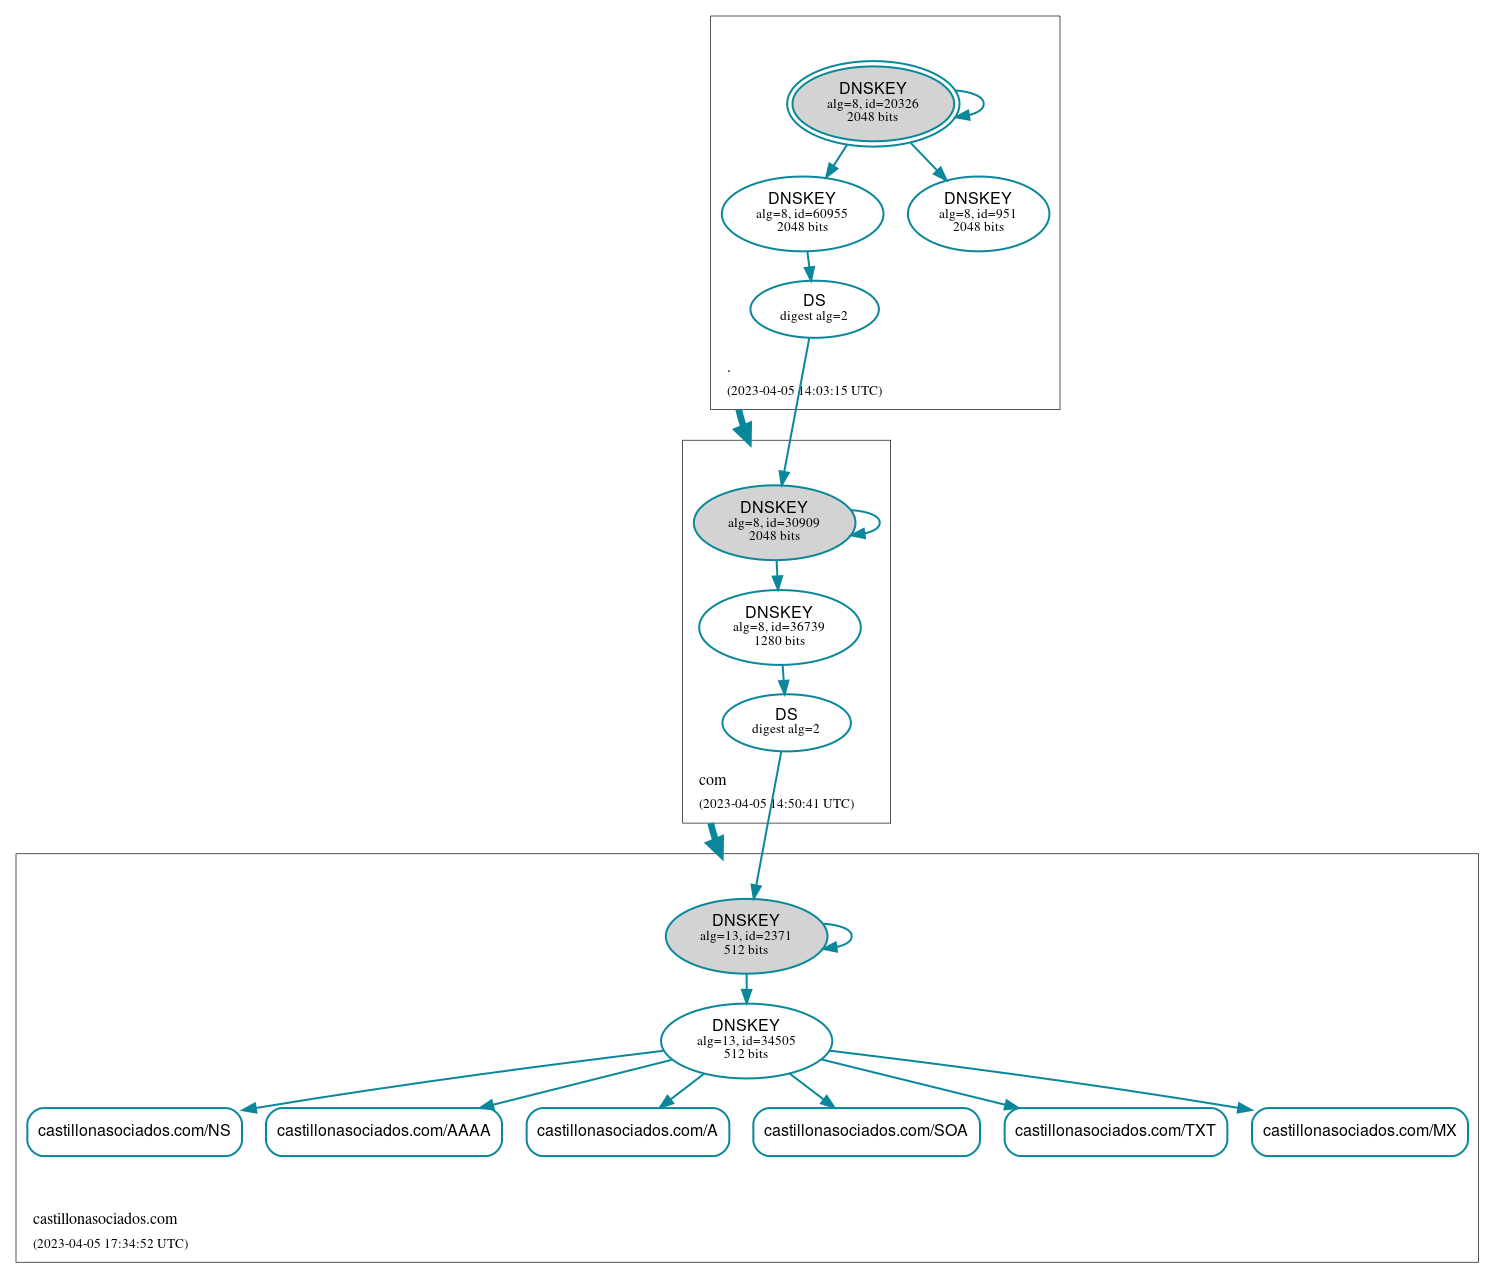 DNSKEY
alg=8, id=20326
2048 bits
DNSKEY
alg=8, id=60955
2048 bits
DNSKEY
alg=8, id=951
2048 bits
DS
digest alg=2
.
(2023-04-05 14:03:15 UTC)
DNSKEY
alg=8, id=30909
2048 bits
DNSKEY
alg=8, id=36739
1280 bits
DS
digest alg=2
com
(2023-04-05 14:50:41 UTC)
DNSKEY
alg=13, id=2371
512 bits
DNSKEY
alg=13, id=34505
512 bits
castillonasociados.com/NS
castillonasociados.com/AAAA
castillonasociados.com/A
castillonasociados.com/SOA
castillonasociados.com/TXT
castillonasociados.com/MX
castillonasociados.com
(2023-04-05 17:34:52 UTC)